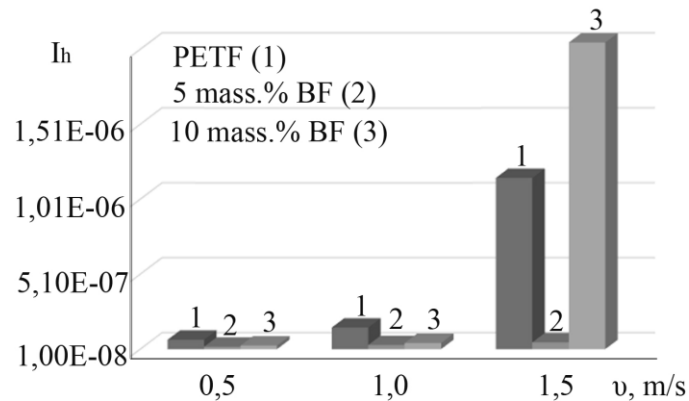 Ih
PETF (1)
5 mass.% BF (2)
10 mass.% BF (3)
1,51E-06
1,01E-06
5,10E-07
1,00E-08
1 2 3
1 2 3
1 2 3
0,5 1,0 1,5 υ, m/s